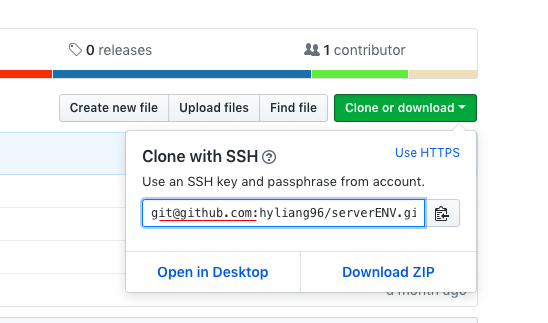 0 releases
1 contributor
Create new file
Upload files
Find file
Clone or download
Clone with SSH
Use HTTPS
Use an SSH key and passphrase from account.
git@github.com:hyliang96/serverENV.gi
Open in Desktop
Download ZIP
a month ago